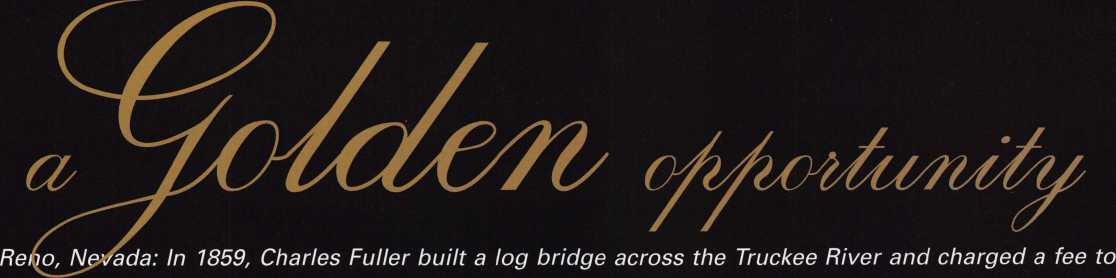 a Golden opportunity
Reno, Nevada: In 1859, Charles Fuller built a log bridge across the Truckee River and charged a fee to